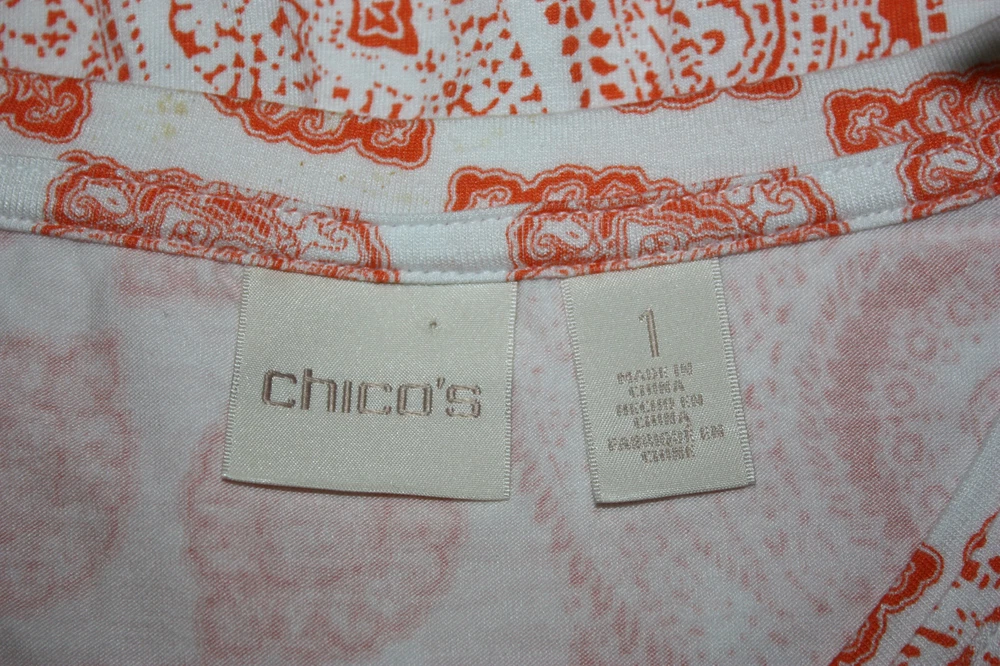 chico's
1
MADE IN
CHINA
HECHO EN
CHINA
FABRIQUÉ EN
CHINE